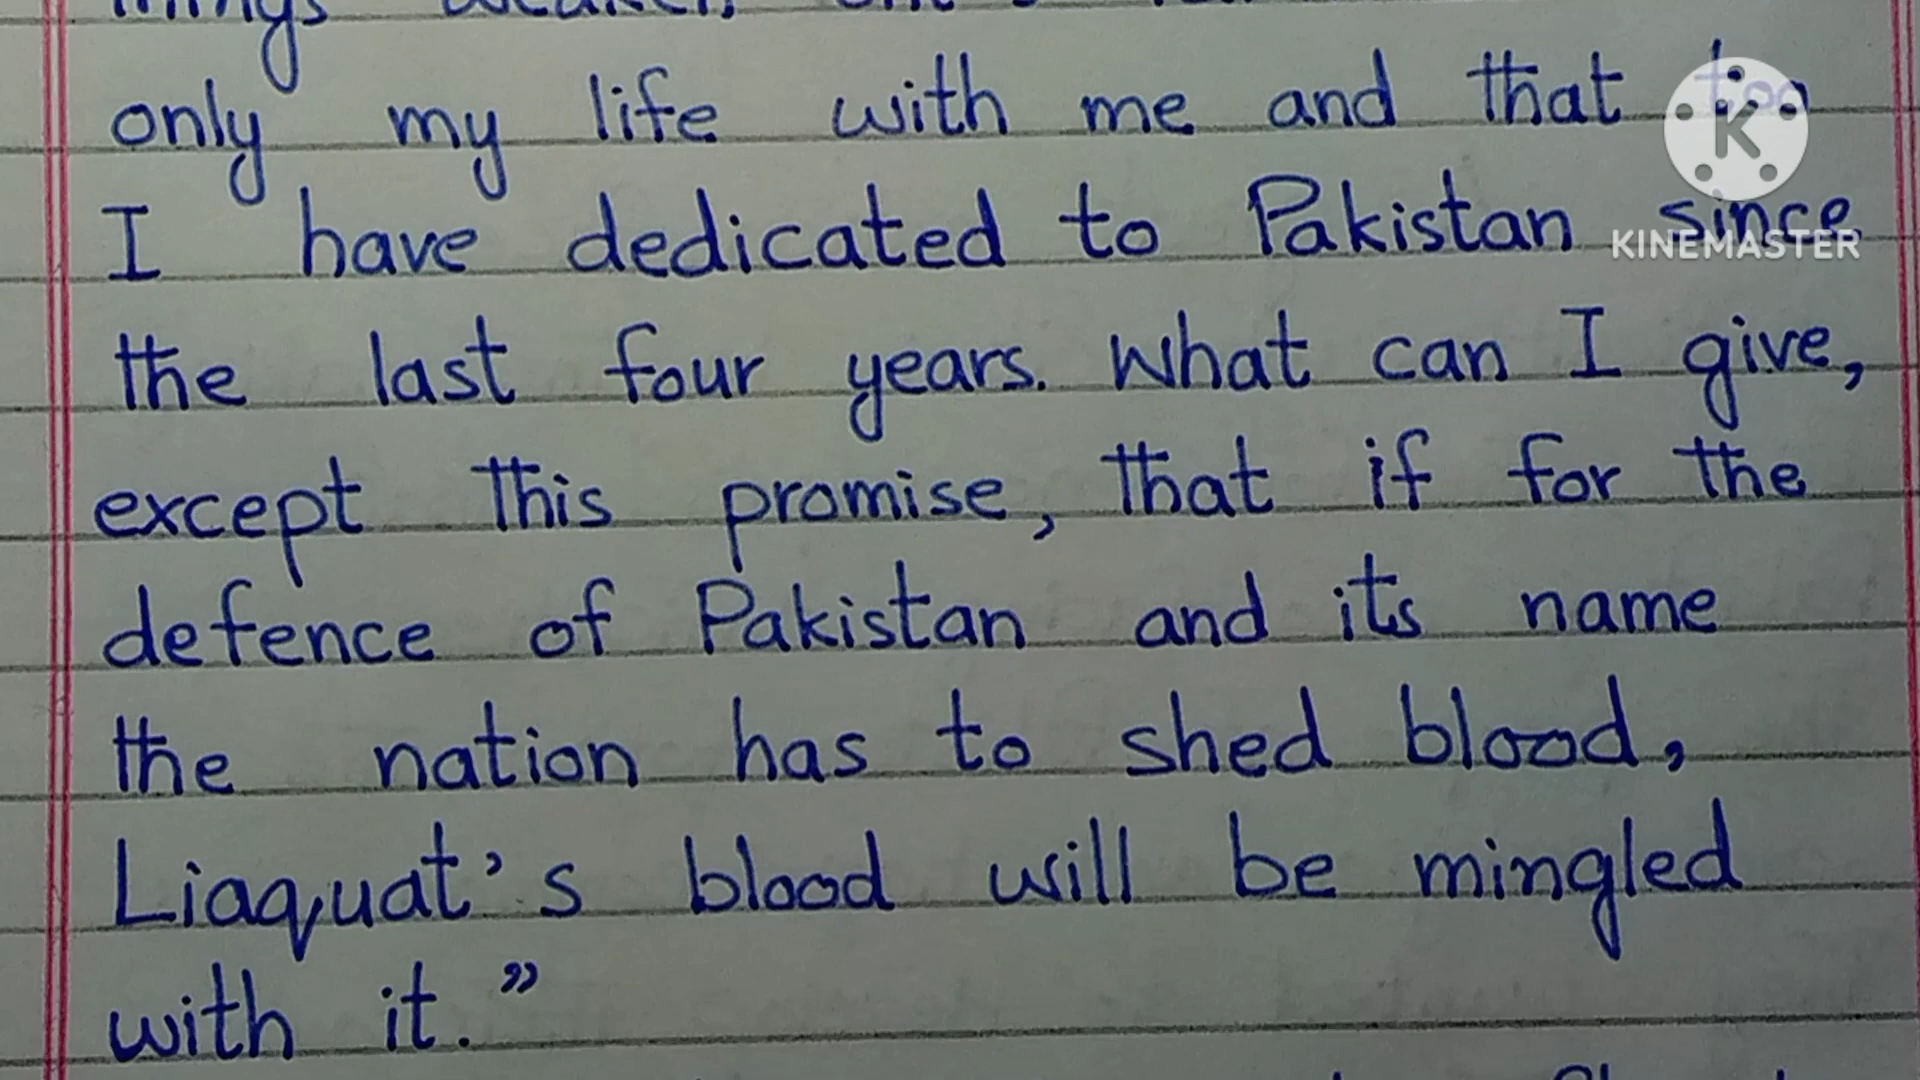 only my life with me and that too
I have dedicated to Pakistan since
the last four years. What can I give,
except this promise, that if for the
defence of Pakistan and its name
the nation has to shed blood,
Liaquat's blood will be mingled
with it.”
K
KINEMASTER